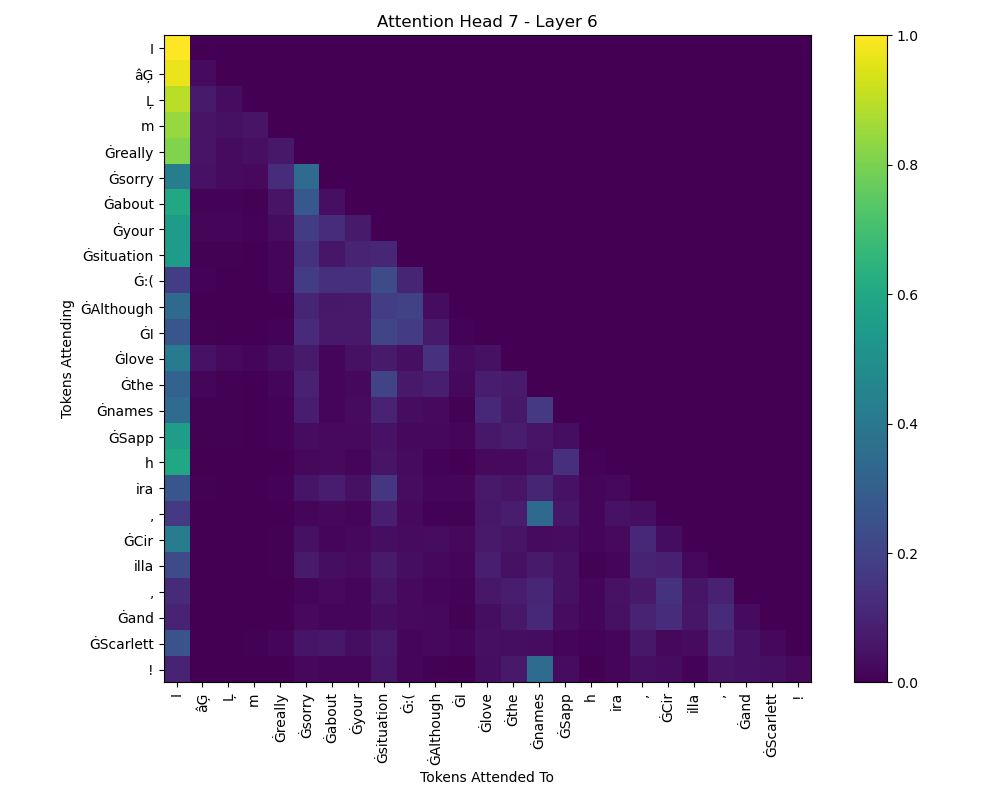 Attention Head 7 - Layer 6
Tokens Attending
I
âĢ
Ļ
m
Ġreally
Ġsorry
Ġabout
Ġyour
Ġsituation
Ġ:(
ĠAlthough
ĠI
Ġlove
Ġthe
Ġnames
ĠSapp
h
ira
,
ĠCir
illa
,
Ġand
ĠScarlett
!
I
âĢ
Ļ
m
Ġreally
Ġsorry
Ġabout
Ġyour
Ġsituation
Ġ:(
ĠAlthough
ĠI
Ġlove
Ġthe
Ġnames
ĠSapp
h
ira
,
ĠCir
illa
,
Ġand
ĠScarlett
!
Tokens Attended To
1.0
0.8
0.6
0.4
0.2
0.0